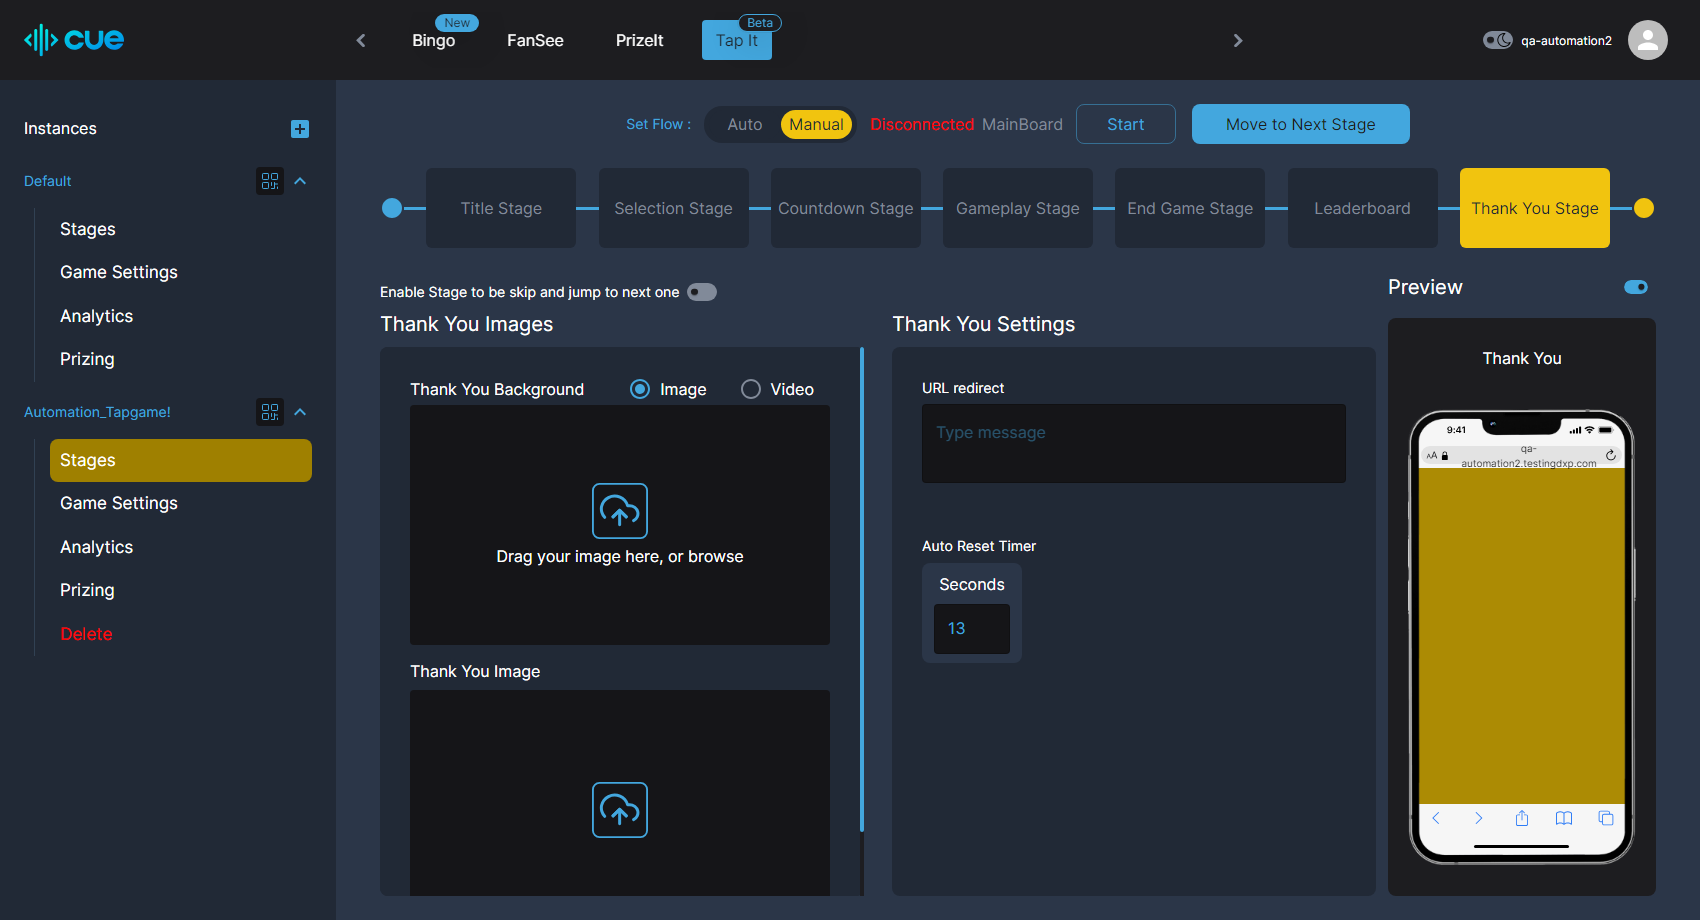 cue
New
Bingo
FanSee
PrizeIt
Beta
Tap It
qa-automation2
Instances
Default
Stages
Game Settings
Analytics
Prizing
Automation_Tapgame!
Stages
Game Settings
Analytics
Prizing
Delete
Set Flow :
Auto
Manual
Disconnected MainBoard
Start
Move to Next Stage
Title Stage
Selection Stage
Countdown Stage
Gameplay Stage
End Game Stage
Leaderboard
Thank You Stage
Enable Stage to be skip and jump to next one
Thank You Images
Thank You Background
Image
Video
Drag your image here, or browse
Thank You Image
Thank You Settings
URL redirect
Type message
Auto Reset Timer
Seconds
13
Preview
Thank You
9:41
AA
qa-
automation2.testingdxp.com